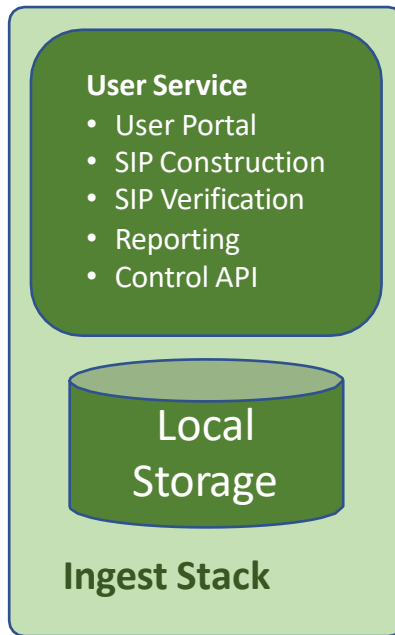 User Service
• User Portal
• SIP Construction
• SIP Verification
• Reporting
• Control API
Local
Storage
Ingest Stack